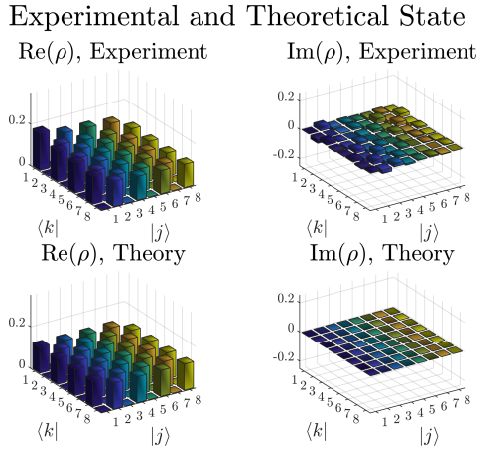 Experimental and Theoretical State
Re(ρ), Experiment
Im(ρ), Experiment
0.2
0
1 2 3 4 5 6 7 8
1 2 3 4 5 6 7 8
⟨k|
|j⟩
0.2
0
-0.2
1 2 3 4 5 6 7 8
1 2 3 4 5 6 7 8
⟨k|
|j⟩
Re(ρ), Theory
Im(ρ), Theory
0.2
0
1 2 3 4 5 6 7 8
1 2 3 4 5 6 7 8
⟨k|
|j⟩
0.2
0
-0.2
1 2 3 4 5 6 7 8
1 2 3 4 5 6 7 8
⟨k|
|j⟩